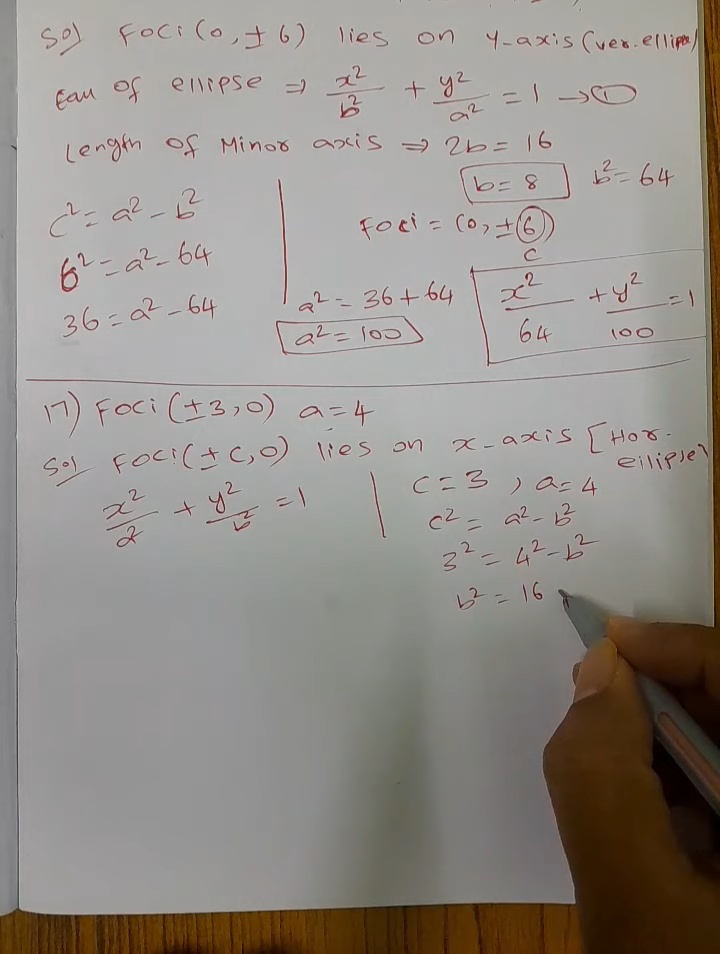 Sol Foci (0, ±6) lies on y-axis (ver. ellipse)
Eqn of ellipse ⇒ x²/b² + y²/a² = 1 → ①
Length of Minor axis ⇒ 2b = 16
b = 8 b² = 64
c² = a² - b²
6² = a² - 64
36 = a² - 64
Foci = (0, ±6)
c
a² = 36 + 64
a² = 100
x²/64 + y²/100 = 1
17) Foci (±3, 0) a = 4
Sol Foci (± c, 0) lies on x-axis [Hor. ellipse]
x²/a² + y²/b² = 1
c = 3, a = 4
c² = a² - b²
3² = 4² - b²
b² = 16